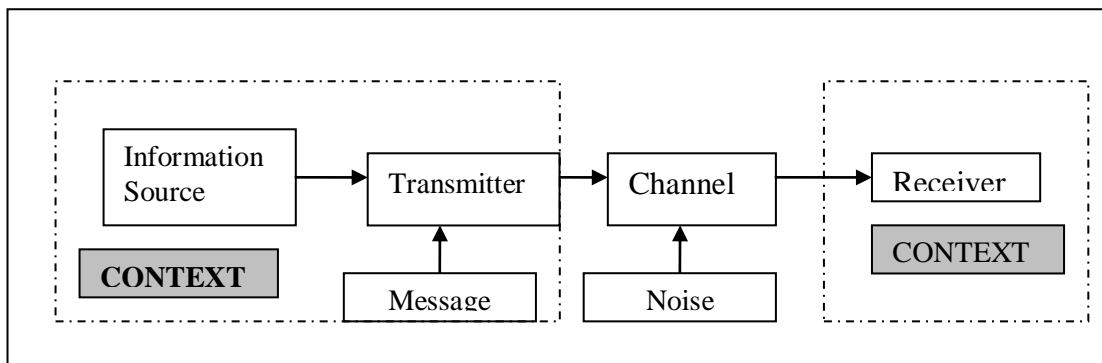 Information
Source
Transmitter
Channel
Receiver
CONTEXT
CONTEXT
Message
Noise